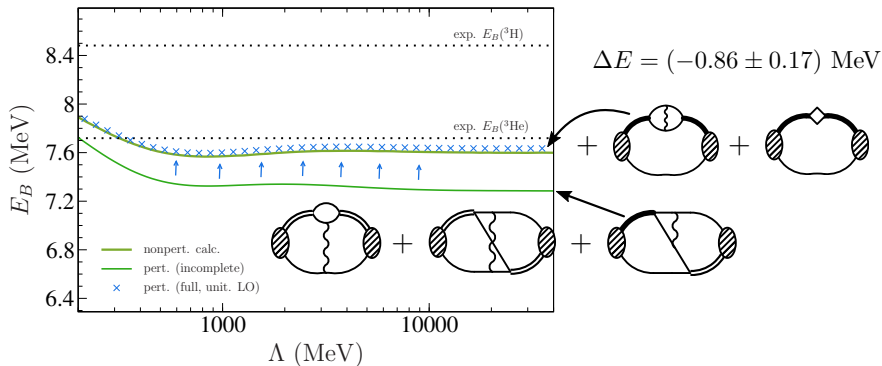 8.4
8
7.6
7.2
6.8
6.4
E_B (MeV)
exp. E_B(³H)
exp. E_B(³He)
nonpert. calc.
pert. (incomplete)
pert. (full, unit. LO)
1000
10000
Λ (MeV)
ΔE = (−0.86 ± 0.17) MeV
+ +
+ +